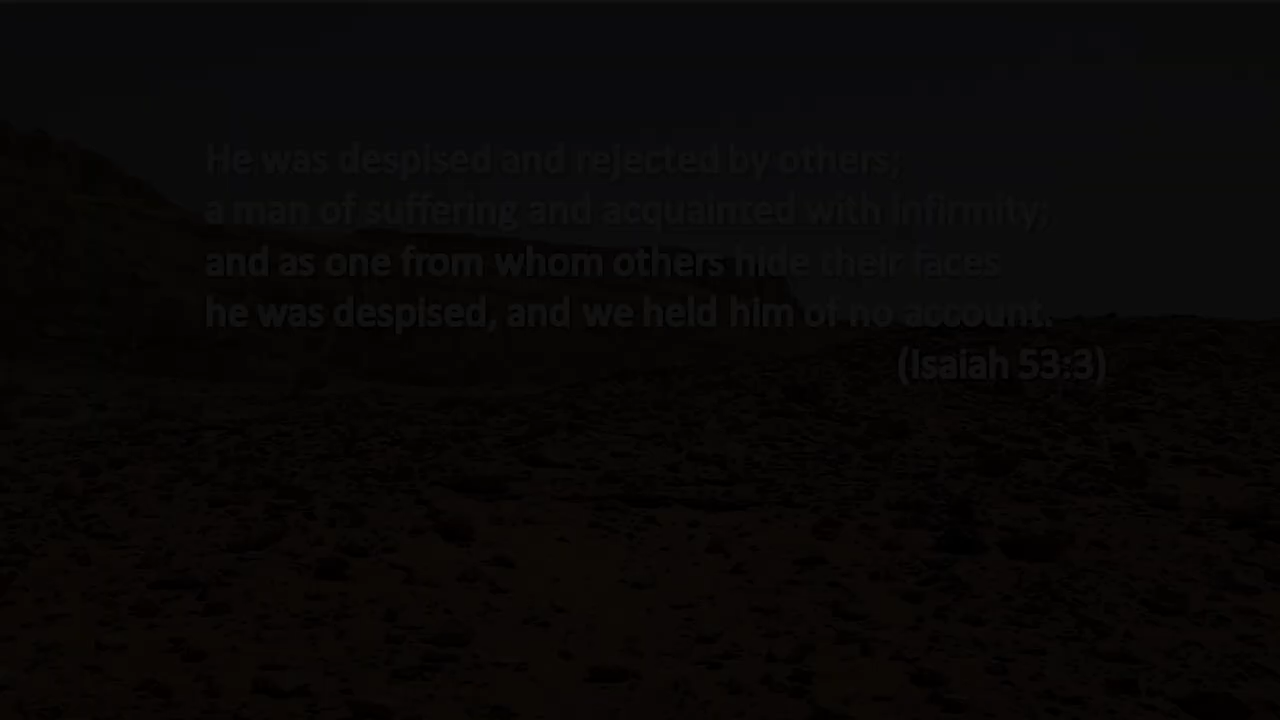 He was despised and rejected by others;
a man of suffering and acquainted with infirmity;
and as one from whom others hide their faces
he was despised, and we held him of no account.
(Isaiah 53:3)